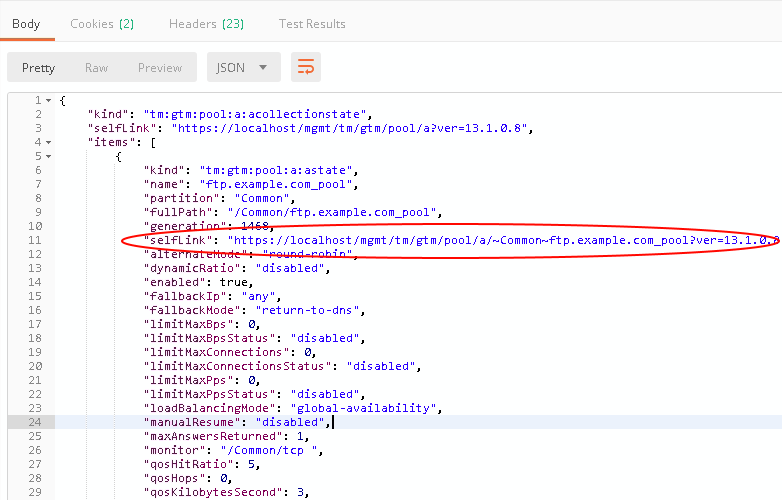 Body Cookies (2) Headers (23) Test Results
Pretty Raw Preview JSON
1 {
2 "kind": "tm:gtm:pool:a:acollectionstate",
3 "selfLink": "https://localhost/mgmt/tm/gtm/pool/a?ver=13.1.0.8",
4 "items": [
5 {
6 "kind": "tm:gtm:pool:a:astate",
7 "name": "ftp.example.com_pool",
8 "partition": "Common",
9 "fullPath": "/Common/ftp.example.com_pool",
10 "generation": 1468,
11 "selfLink": "https://localhost/mgmt/tm/gtm/pool/a/~Common~ftp.example.com_pool?ver=13.1.0.8
12 "alternateMode": "round-robin",
13 "dynamicRatio": "disabled",
14 "enabled": true,
15 "fallbackIp": "any",
16 "fallbackMode": "return-to-dns",
17 "limitMaxBps": 0,
18 "limitMaxBpsStatus": "disabled",
19 "limitMaxConnections": 0,
20 "limitMaxConnectionsStatus": "disabled",
21 "limitMaxPps": 0,
22 "limitMaxPpsStatus": "disabled",
23 "loadBalancingMode": "global-availability",
24 "manualResume": "disabled",
25 "maxAnswersReturned": 1,
26 "monitor": "/Common/tcp ",
27 "qosHitRatio": 5,
28 "qosHops": 0,
29 "qosKilobytesSecond": 3,